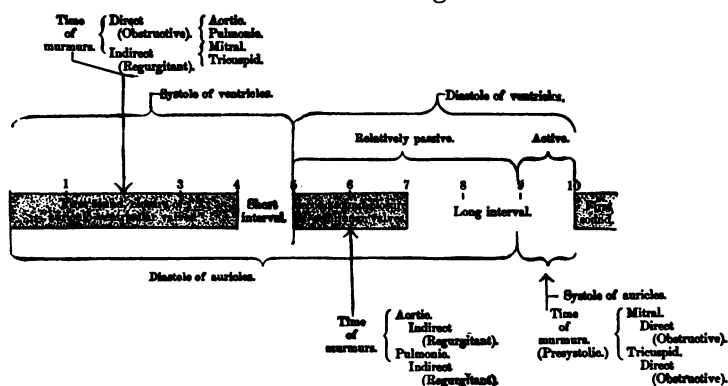 Time of murmurs.
Direct (Obstructive).
Aortic.
Pulmonic.
Indirect (Regurgitant)
Mitral.
Tricuspid.
Systole of ventricles.
Diastole of ventricles.
Relatively passive.
Active.
1 3 4 5 6 7 8 9 10
Short interval.
Long interval.
First sound.
Diastole of auricles.
Systole of auricles.
Time of murmurs.
Aortic.
Indirect (Regurgitant).
Pulmonic.
Indirect (Regurgitant).
Time of murmurs. (Presystolic.)
Mitral.
Direct (Obstructive).
Tricuspid.
Direct (Obstructive).